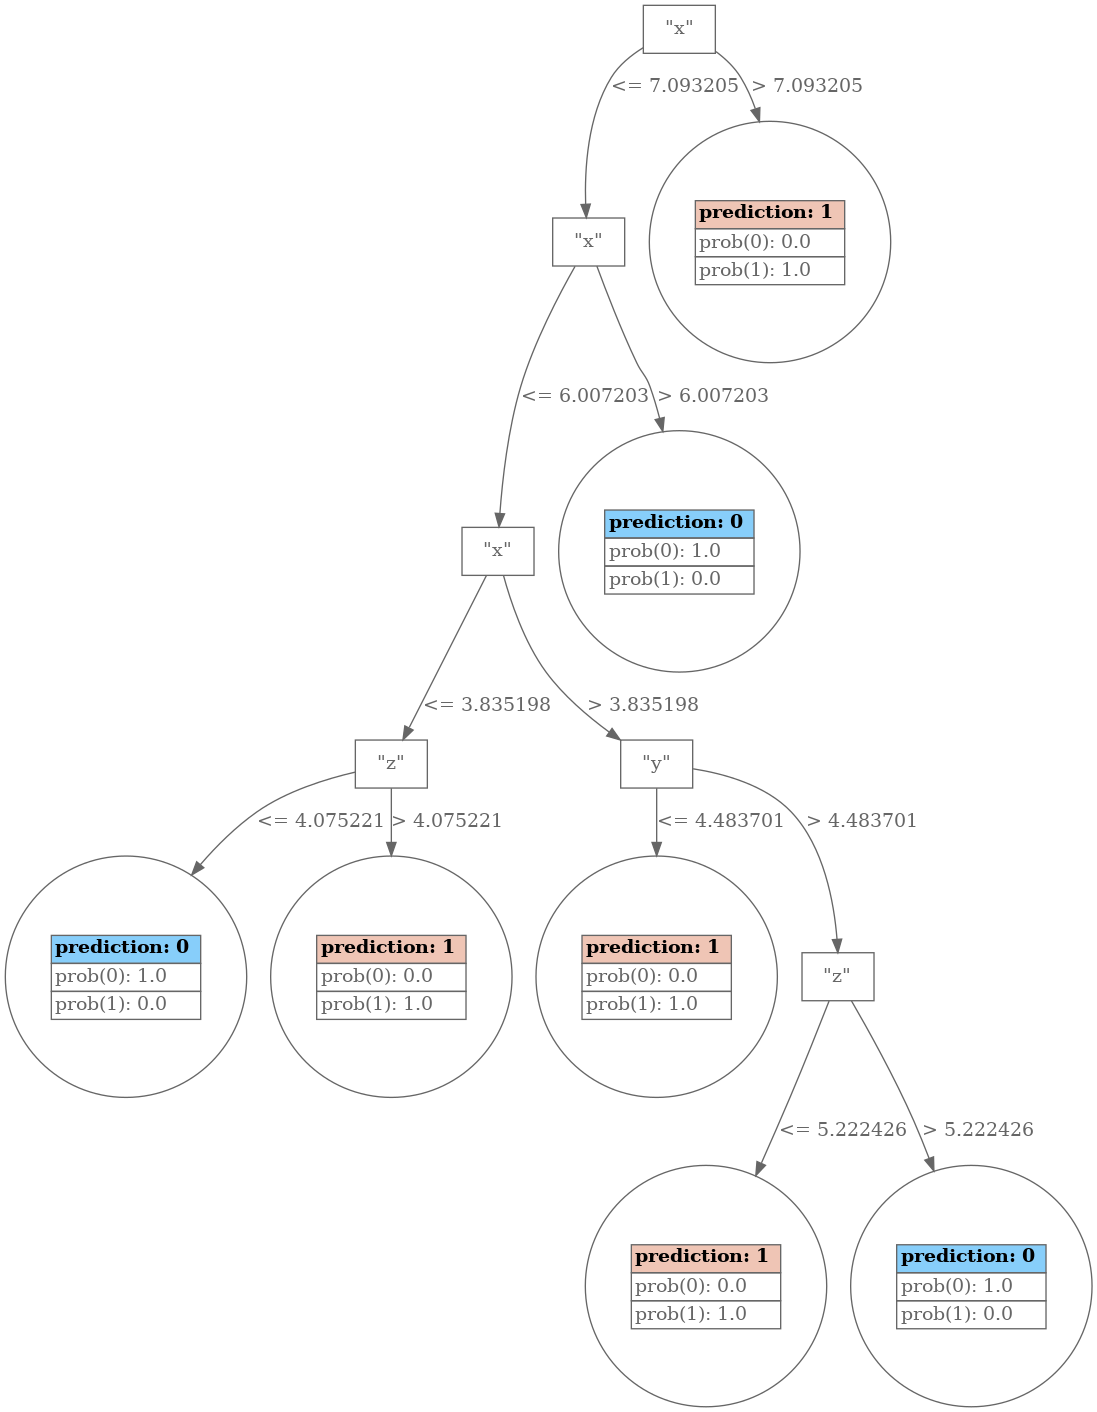 "x"
<= 7.093205
> 7.093205
prediction: 1
prob(0): 0.0
prob(1): 1.0
"x"
<= 6.007203
> 6.007203
prediction: 0
prob(0): 1.0
prob(1): 0.0
"x"
<= 3.835198
> 3.835198
"z"
"y"
<= 4.075221
> 4.075221
<= 4.483701
> 4.483701
prediction: 0
prob(0): 1.0
prob(1): 0.0
prediction: 1
prob(0): 0.0
prob(1): 1.0
prediction: 1
prob(0): 0.0
prob(1): 1.0
"z"
<= 5.222426
> 5.222426
prediction: 1
prob(0): 0.0
prob(1): 1.0
prediction: 0
prob(0): 1.0
prob(1): 0.0